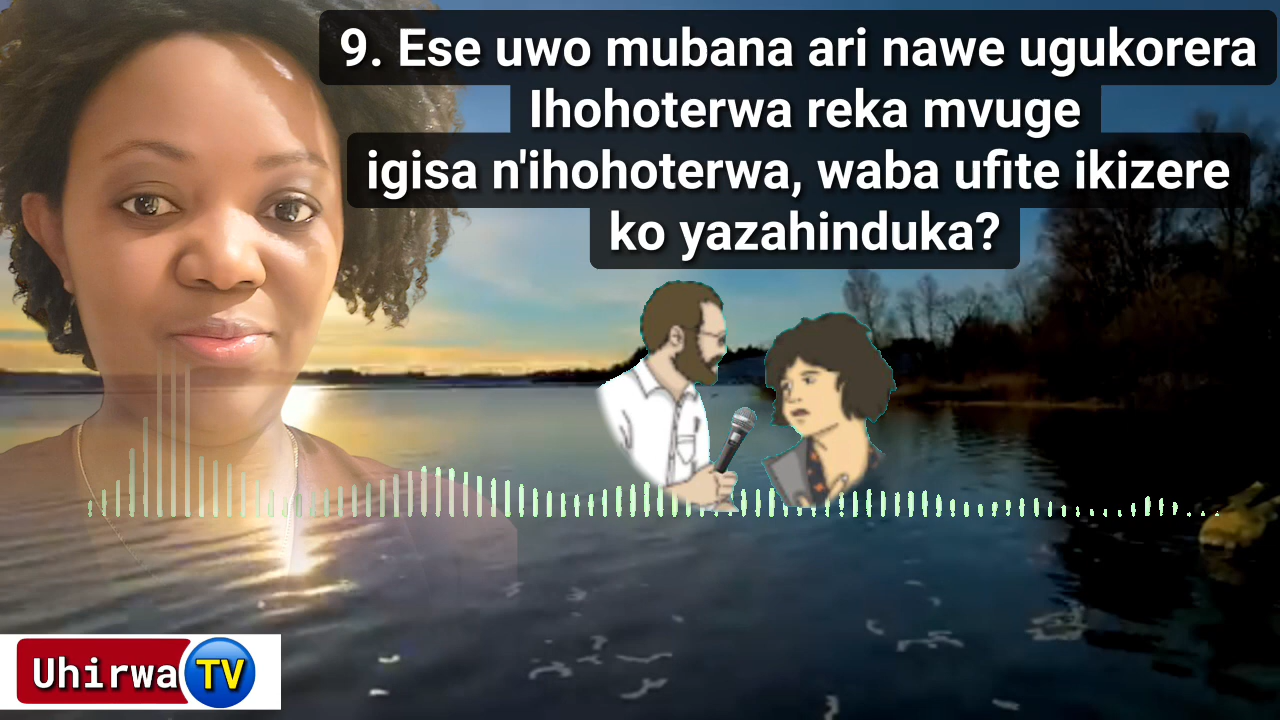 9. Ese uwo mubana ari nawe ugukorera
Ihohoterwa reka mvuge
igisa n'ihohoterwa, waba ufite ikizere
ko yazahinduka?
Uhirwa TV